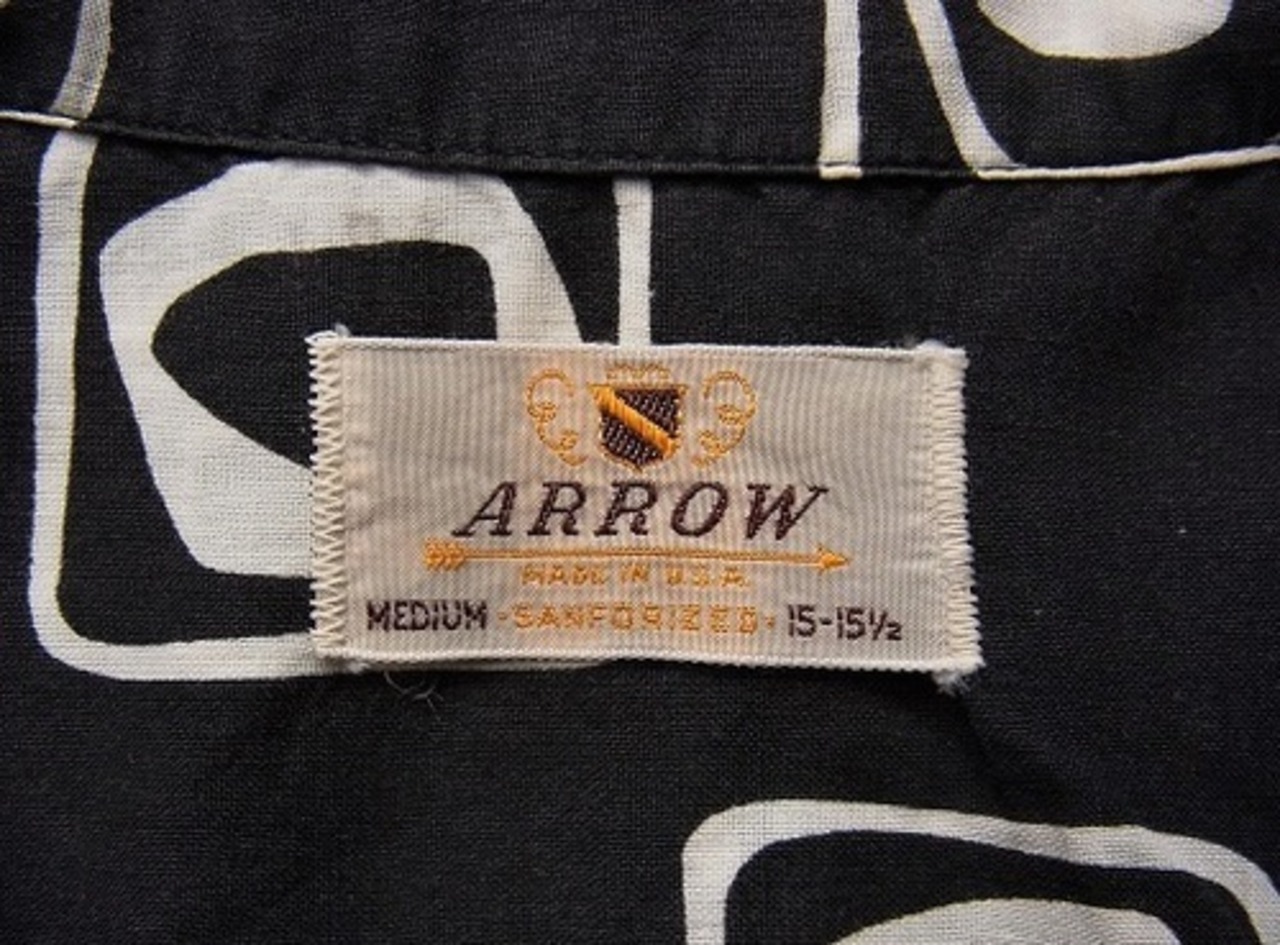 ARROW
MADE IN U.S.A.
MEDIUM ·SANFORIZED· 15-15½